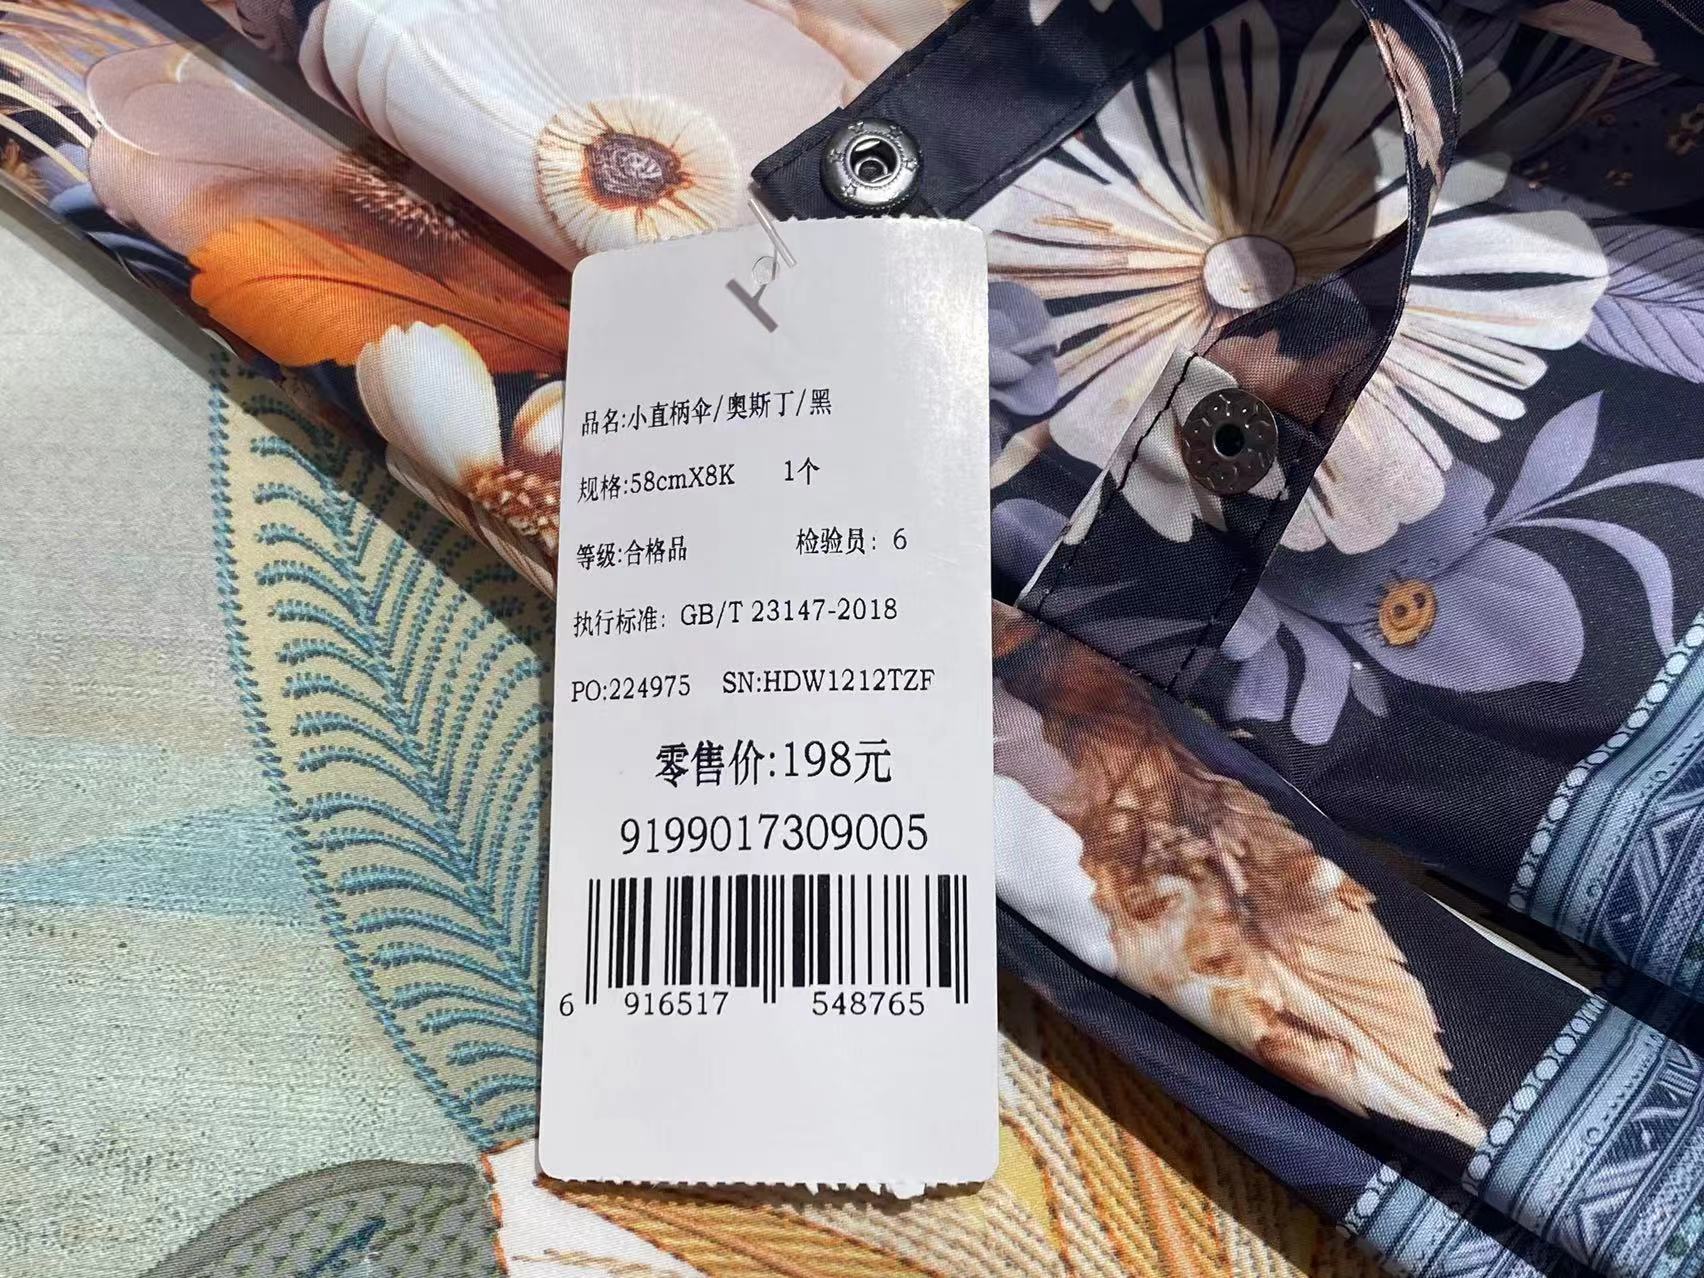 品名:小直柄伞/奥斯丁/黑
规格:58cmX8K 1个
等级:合格品 检验员: 6
执行标准: GB/T 23147-2018
PO:224975 SN:HDW1212TZF
零售价:198元
9199017309005
6 916517 548765